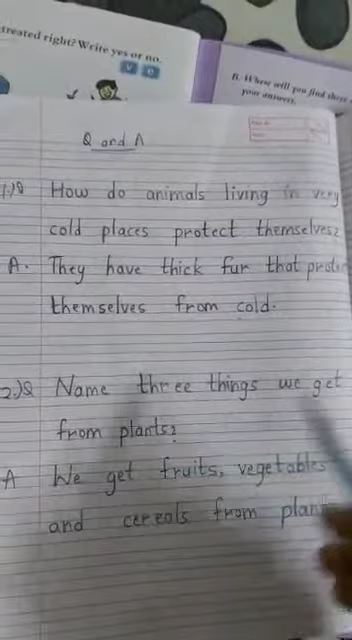 treated right? Write yes or no.
B. Where will you find these
your answers.
Q and A
1.)Q How do animals living in very
cold places protect themselves?
A. They have thick fur that prote
themselves from cold.
2.)Q Name three things we get
from plants?
A We get fruits, vegetables
and cereals from plan